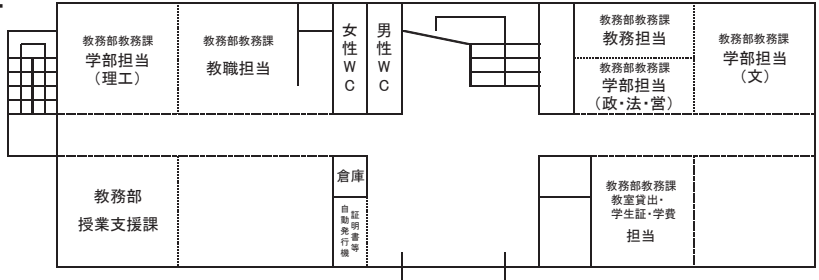 教務部教務課
学部担当
（理工）
教務部教務課
教職担当
女性WC
男性WC
教務部教務課
教務担当
教務部教務課
学部担当
（政・法・営）
教務部教務課
学部担当
（文）
教務部
授業支援課
倉庫
証明書等
自動発行機
教務部教務課
教室貸出・
学生証・学費
担当